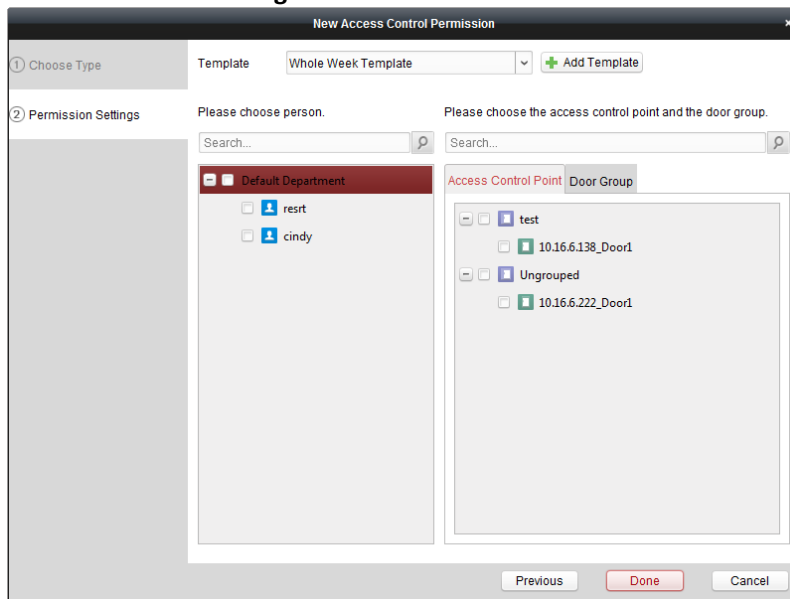 New Access Control Permission ×
1 Choose Type
2 Permission Settings
Template Whole Week Template Add Template
Please choose person. Please choose the access control point and the door group.
Search... Search...
Default Department
resrt
cindy
Access Control Point Door Group
test
10.16.6.138_Door1
Ungrouped
10.16.6.222_Door1
Previous Done Cancel